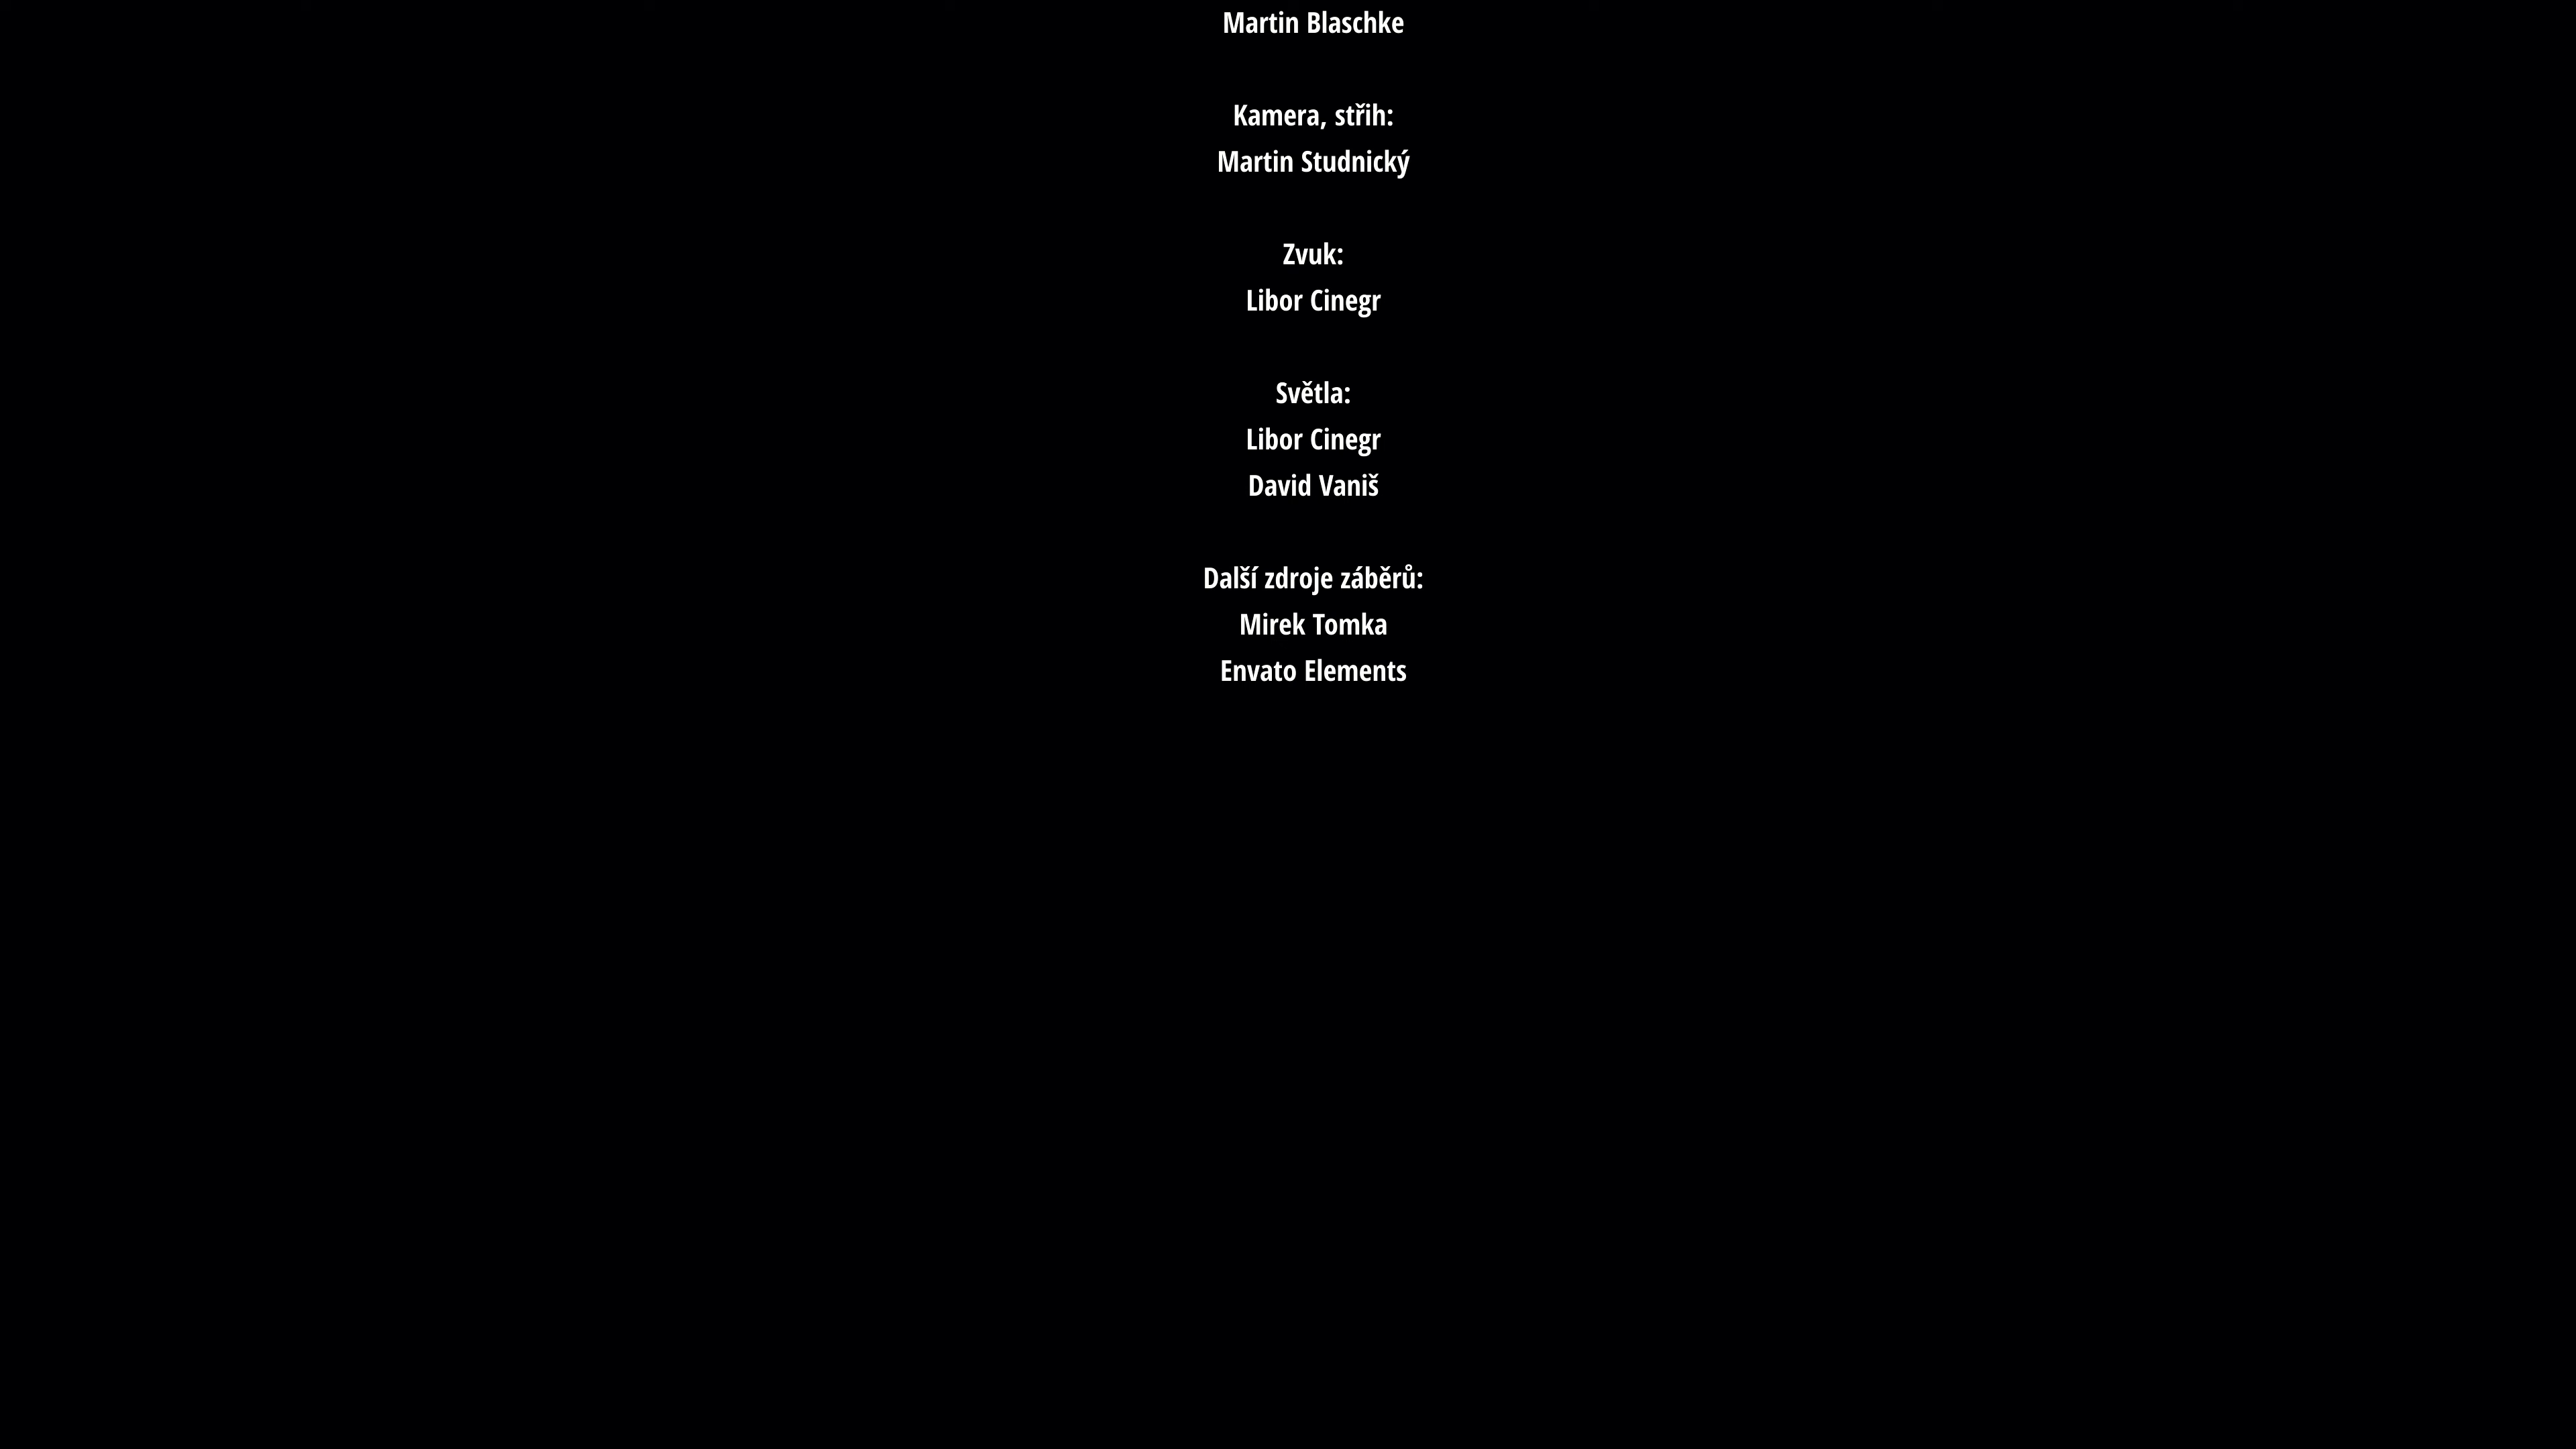 Martin Blaschke
Kamera, střih:
Martin Studnický
Zvuk:
Libor Cinegr
Světla:
Libor Cinegr
David Vaniš
Další zdroje záběrů:
Mirek Tomka
Envato Elements